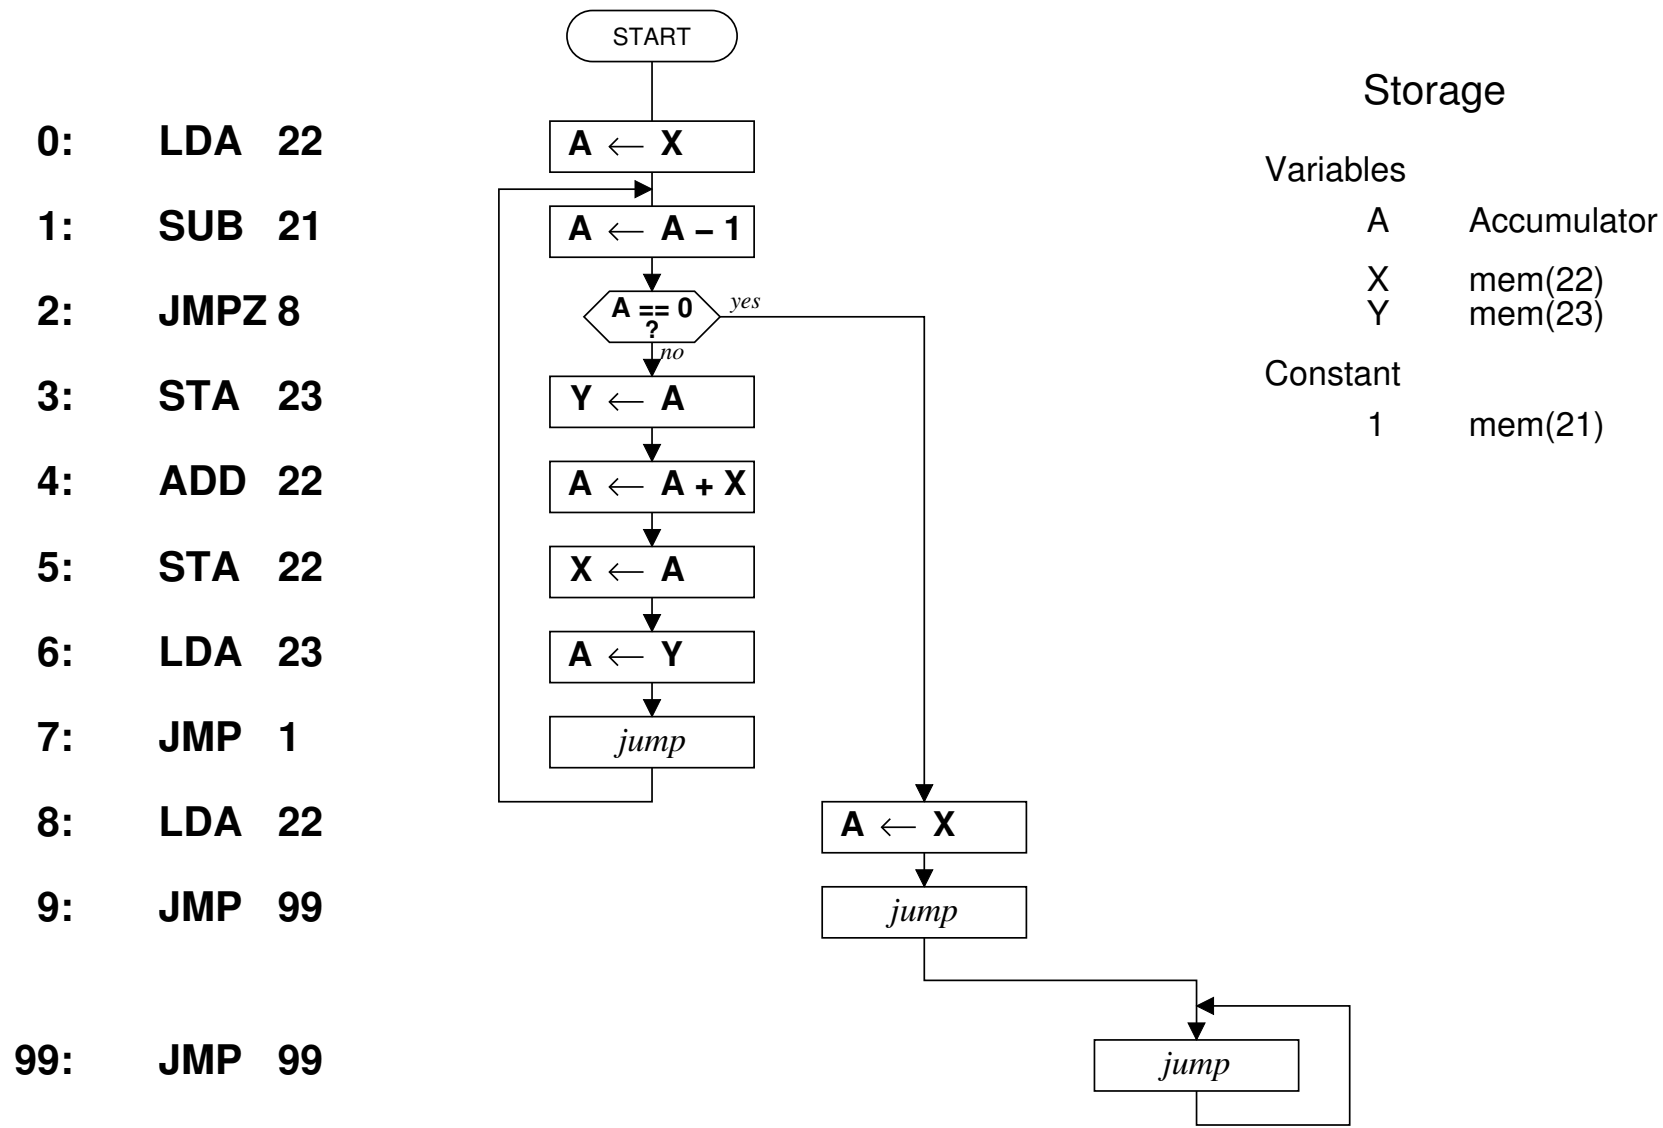 START
Storage
0: LDA 22
A ← X
Variables
1: SUB 21
A ← A – 1
A Accumulator
X mem(22)
2: JMPZ 8
A == 0
?
yes
no
Y mem(23)
Constant
3: STA 23
Y ← A
1 mem(21)
4: ADD 22
A ← A + X
5: STA 22
X ← A
6: LDA 23
A ← Y
7: JMP 1
jump
8: LDA 22
A ← X
9: JMP 99
jump
99: JMP 99
jump